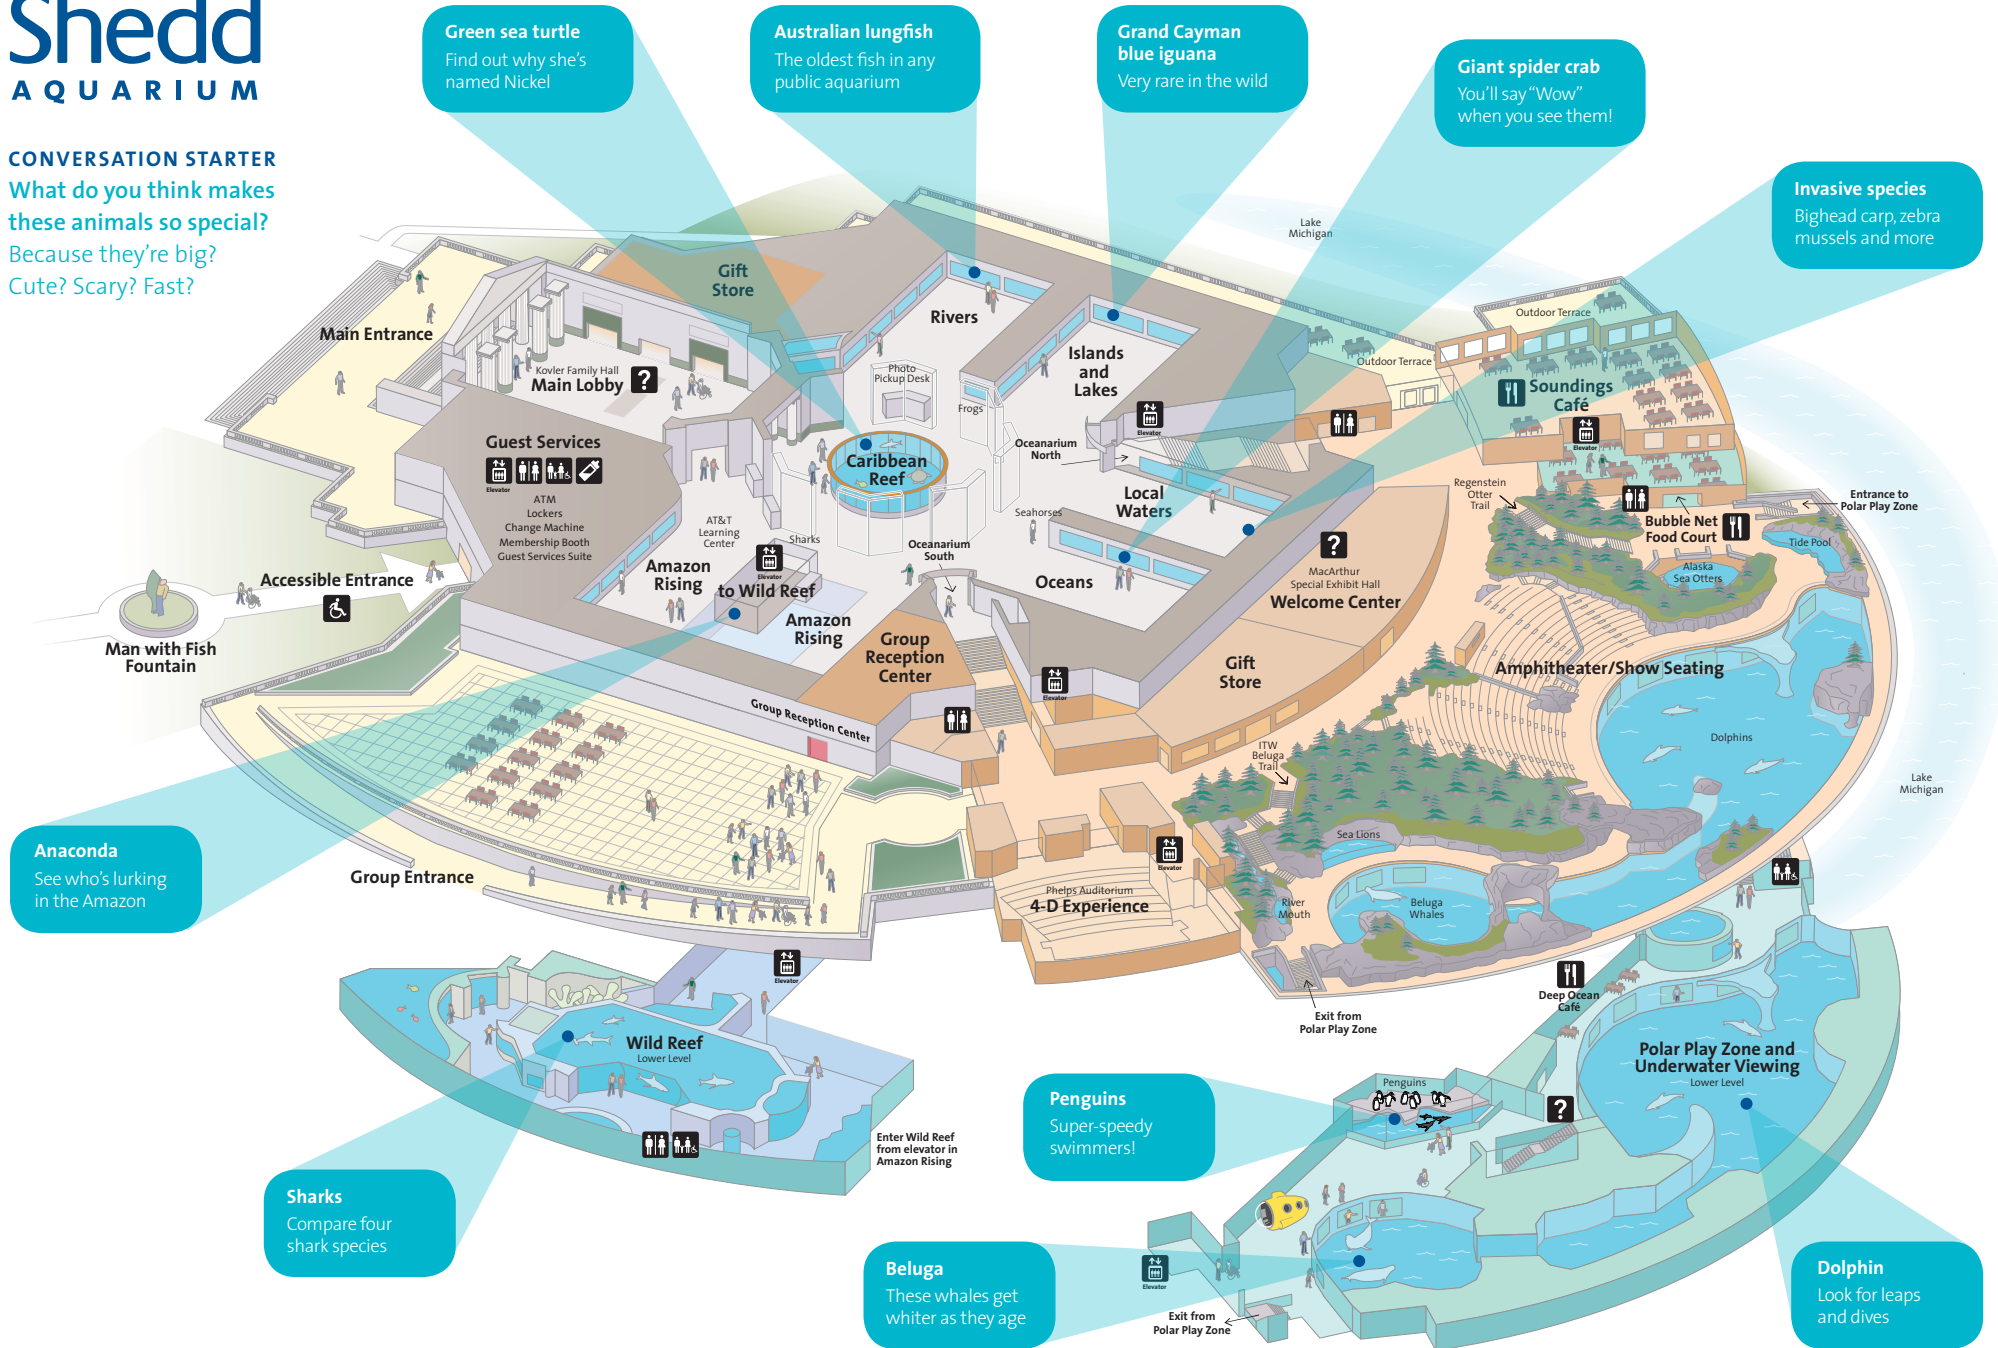 Shedd
AQUARIUM
CONVERSATION STARTER
What do you think makes
these animals so special?
Because they're big?
Cute? Scary? Fast?
Green sea turtle
Find out why she's
named Nickel
Australian lungfish
The oldest fish in any
public aquarium
Grand Cayman
blue iguana
Very rare in the wild
Giant spider crab
You'll say "Wow"
when you see them!
Invasive species
Bighead carp, zebra
mussels and more
Lake
Michigan
Gift
Store
Main Entrance
Kovler Family Hall
Main Lobby
?
Rivers
Photo
Pickup Desk
Frogs
Islands
and
Lakes
Outdoor Terrace
Outdoor Terrace
Soundings
Café
Elevator
Elevator
Oceanarium
North
Guest Services
Elevator
ATM
Lockers
Change Machine
Membership Booth
Guest Services Suite
Caribbean
Reef
Local
Waters
Seahorses
Regenstein
Otter
Trail
Entrance to
Polar Play Zone
Bubble Net
Food Court
Tide Pool
Alaska
Sea Otters
AT&T
Learning
Center
Sharks
Elevator
Oceanarium
South
Oceans
?
MacArthur
Special Exhibit Hall
Welcome Center
Amazon
Rising
to Wild Reef
Amazon
Rising
Accessible Entrance
Man with Fish
Fountain
Group
Reception
Center
Gift
Store
Elevator
Amphitheater/Show Seating
Group Reception Center
Dolphins
ITW
Beluga
Trail
Lake
Michigan
Sea Lions
Elevator
Anaconda
See who's lurking
in the Amazon
Group Entrance
Phelps Auditorium
4-D Experience
River
Mouth
Beluga
Whales
Elevator
Deep Ocean
Café
Exit from
Polar Play Zone
Wild Reef
Lower Level
Polar Play Zone and
Underwater Viewing
Lower Level
Penguins
?
Penguins
Super-speedy
swimmers!
Enter Wild Reef
from elevator in
Amazon Rising
Sharks
Compare four
shark species
Beluga
These whales get
whiter as they age
Elevator
Exit from
Polar Play Zone
Dolphin
Look for leaps
and dives